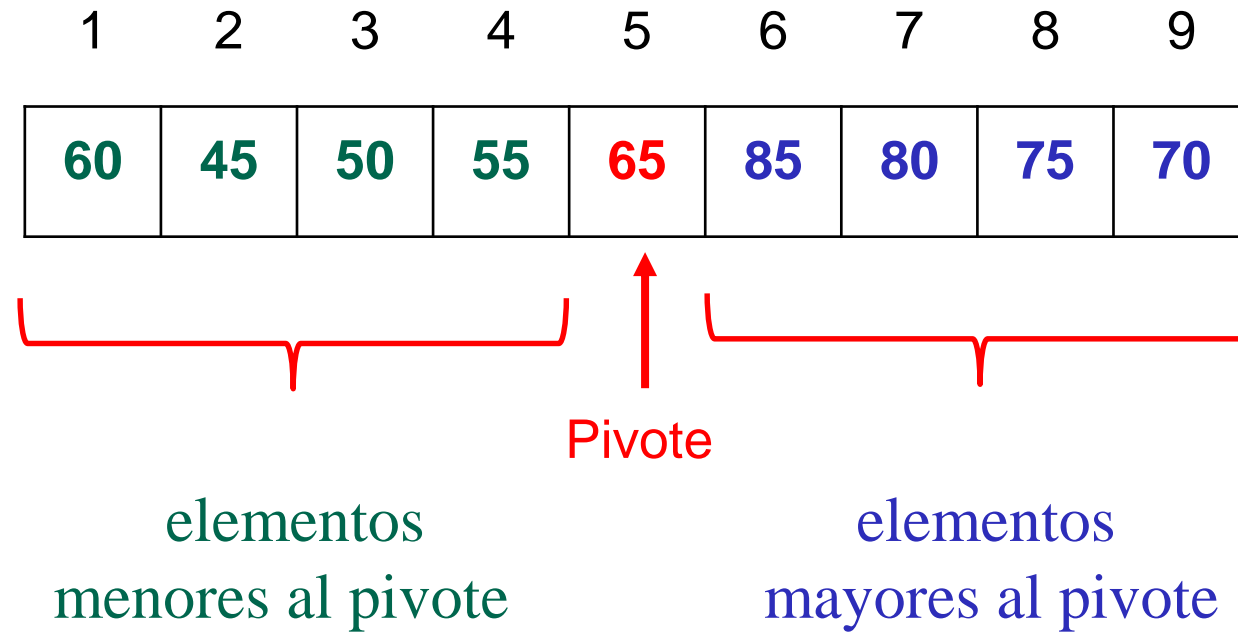 1 2 3 4 5 6 7 8 9
60 45 50 55 65 85 80 75 70
Pivote
elementos
menores al pivote
elementos
mayores al pivote